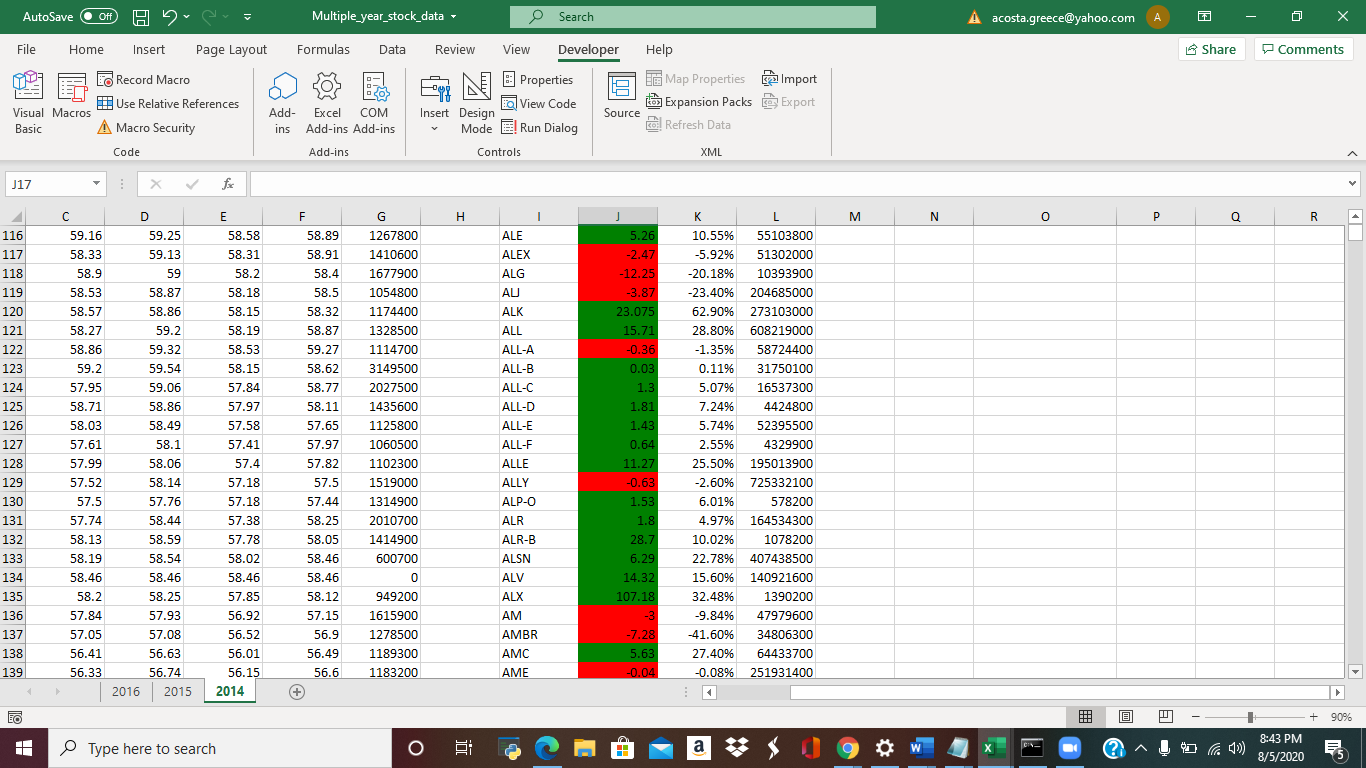 AutoSave Off Multiple_year_stock_data Search acosta.greece@yahoo.com A
File Home Insert Page Layout Formulas Data Review View Developer Help Share Comments
Visual Basic Macros Record Macro Use Relative References Macro Security
Add-ins Excel Add-ins COM Add-ins
Insert Design Mode Properties View Code Run Dialog
Source Map Properties Expansion Packs Refresh Data Import Export
Code Add-ins Controls XML
J17 fx
C D E F G H I J K L M N O P Q R
116 59.16 59.25 58.58 58.89 1267800 ALE 5.26 10.55% 55103800
117 58.33 59.13 58.31 58.91 1410600 ALEX -2.47 -5.92% 51302000
118 58.9 59 58.2 58.4 1677900 ALG -12.25 -20.18% 10393900
119 58.53 58.87 58.18 58.5 1054800 ALJ -3.87 -23.40% 204685000
120 58.57 58.86 58.15 58.32 1174400 ALK 23.075 62.90% 273103000
121 58.27 59.2 58.19 58.87 1328500 ALL 15.71 28.80% 608219000
122 58.86 59.32 58.53 59.27 1114700 ALL-A -0.36 -1.35% 58724400
123 59.2 59.54 58.15 58.62 3149500 ALL-B 0.03 0.11% 31750100
124 57.95 59.06 57.84 58.77 2027500 ALL-C 1.3 5.07% 16537300
125 58.71 58.86 57.97 58.11 1435600 ALL-D 1.81 7.24% 4424800
126 58.03 58.49 57.58 57.65 1125800 ALL-E 1.43 5.74% 52395500
127 57.61 58.1 57.41 57.97 1060500 ALL-F 0.64 2.55% 4329900
128 57.99 58.06 57.4 57.82 1102300 ALLE 11.27 25.50% 195013900
129 57.52 58.14 57.18 57.5 1519000 ALLY -0.63 -2.60% 725332100
130 57.5 57.76 57.18 57.44 1314900 ALP-O 1.53 6.01% 578200
131 57.74 58.44 57.38 58.25 2010700 ALR 1.8 4.97% 164534300
132 58.13 58.59 57.78 58.05 1414900 ALR-B 28.7 10.02% 1078200
133 58.19 58.54 58.02 58.46 600700 ALSN 6.29 22.78% 407438500
134 58.46 58.46 58.46 58.46 0 ALV 14.32 15.60% 140921600
135 58.2 58.25 57.85 58.12 949200 ALX 107.18 32.48% 1390200
136 57.84 57.93 56.92 57.15 1615900 AM -3 -9.84% 47979600
137 57.05 57.08 56.52 56.9 1278500 AMBR -7.28 -41.60% 34806300
138 56.41 56.63 56.01 56.49 1189300 AMC 5.63 27.40% 64433700
139 56.33 56.74 56.15 56.6 1183200 AME -0.04 -0.08% 251931400
2016 2015 2014
90%
Type here to search
8:43 PM
8/5/2020
5